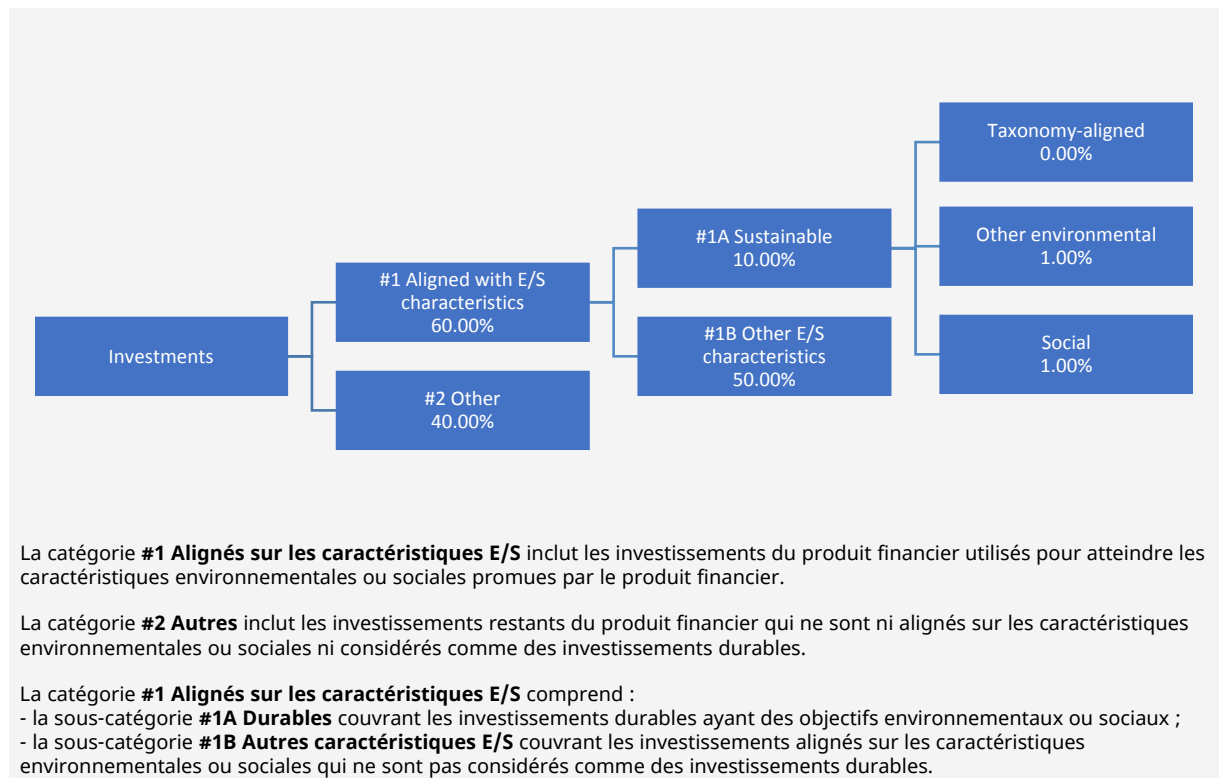 Investments
#1 Aligned with E/S
characteristics
60.00%
#2 Other
40.00%
#1A Sustainable
10.00%
#1B Other E/S
characteristics
50.00%
Taxonomy-aligned
0.00%
Other environmental
1.00%
Social
1.00%
La catégorie #1 Alignés sur les caractéristiques E/S inclut les investissements du produit financier utilisés pour atteindre les
caractéristiques environnementales ou sociales promues par le produit financier.
La catégorie #2 Autres inclut les investissements restants du produit financier qui ne sont ni alignés sur les caractéristiques
environnementales ou sociales ni considérés comme des investissements durables.
La catégorie #1 Alignés sur les caractéristiques E/S comprend :
- la sous-catégorie #1A Durables couvrant les investissements durables ayant des objectifs environnementaux ou sociaux ;
- la sous-catégorie #1B Autres caractéristiques E/S couvrant les investissements alignés sur les caractéristiques
environnementales ou sociales qui ne sont pas considérés comme des investissements durables.